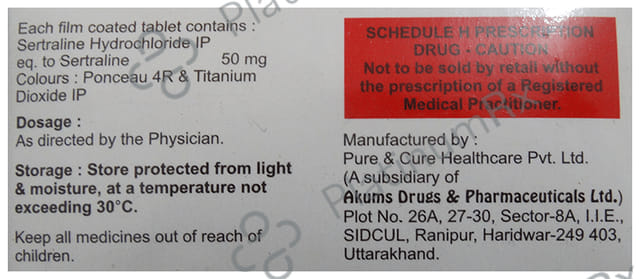 Each film coated tablet contains :
Sertraline Hydrochloride IP
eq. to Sertraline 50 mg
Colours : Ponceau 4R & Titanium
Dioxide IP
Dosage :
As directed by the Physician.
Storage : Store protected from light
& moisture, at a temperature not
exceeding 30°C.
Keep all medicines out of reach of
children.
SCHEDULE H PRESCRIPTION
DRUG - CAUTION
Not to be sold by retail without
the prescription of a Registered
Medical Practitioner.
Manufactured by :
Pure & Cure Healthcare Pvt. Ltd.
(A subsidiary of
Akums Drugs & Pharmaceuticals Ltd.)
Plot No. 26A, 27-30, Sector-8A, I.I.E.,
SIDCUL, Ranipur, Haridwar-249 403,
Uttarakhand.
PlatinumRx